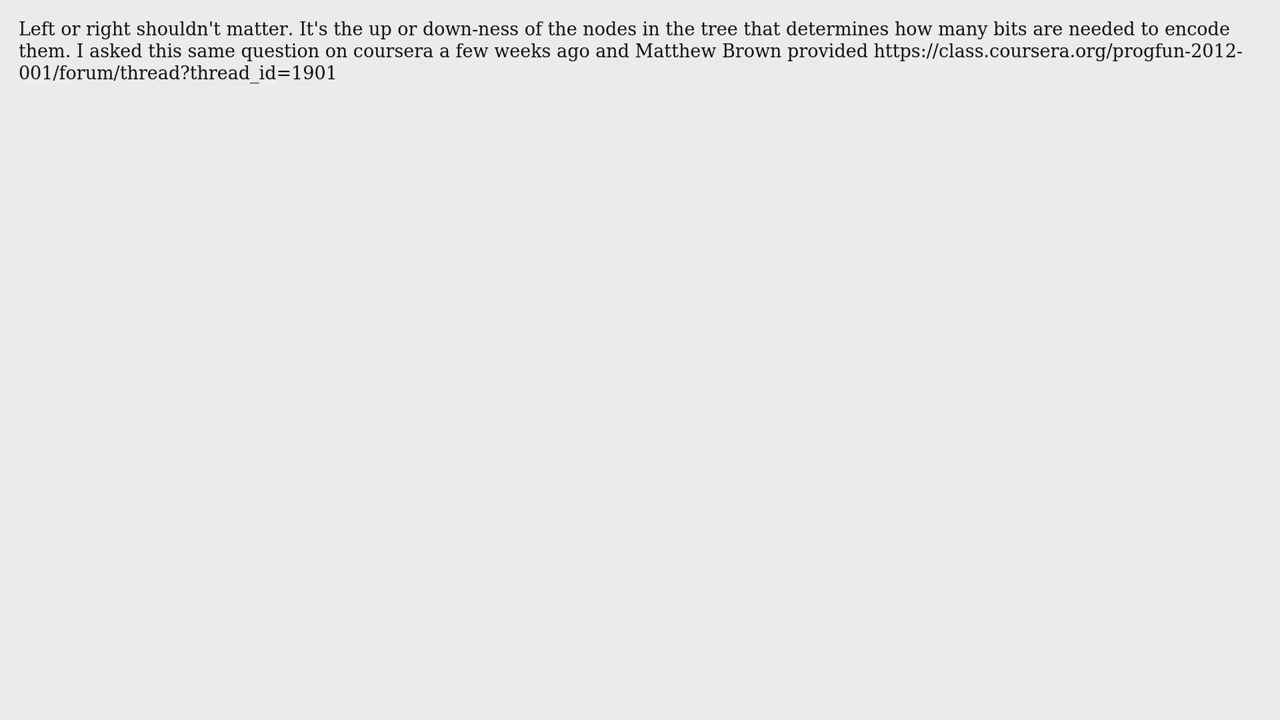 Left or right shouldn't matter. It's the up or down-ness of the nodes in the tree that determines how many bits are needed to encode
them. I asked this same question on coursera a few weeks ago and Matthew Brown provided https://class.coursera.org/progfun-2012-
001/forum/thread?thread_id=1901